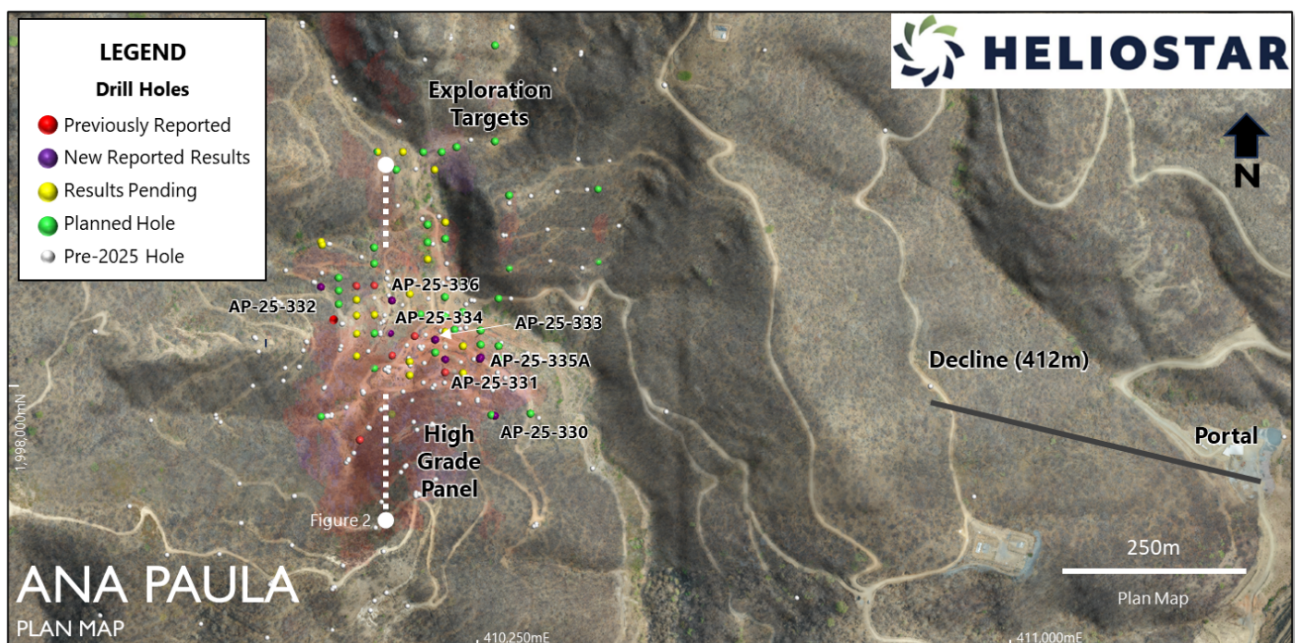 LEGEND
Drill Holes
Previously Reported
New Reported Results
Results Pending
Planned Hole
Pre-2025 Hole
HELIOSTAR
N
Exploration
Targets
AP-25-336
AP-25-332
AP-25-334
AP-25-333
AP-25-335A
AP-25-331
AP-25-330
Decline (412m)
Portal
High
Grade
Panel
1,998,000mN
Figure 2
250m
Plan Map
ANA PAULA
PLAN MAP
410,250mE
411,000mE